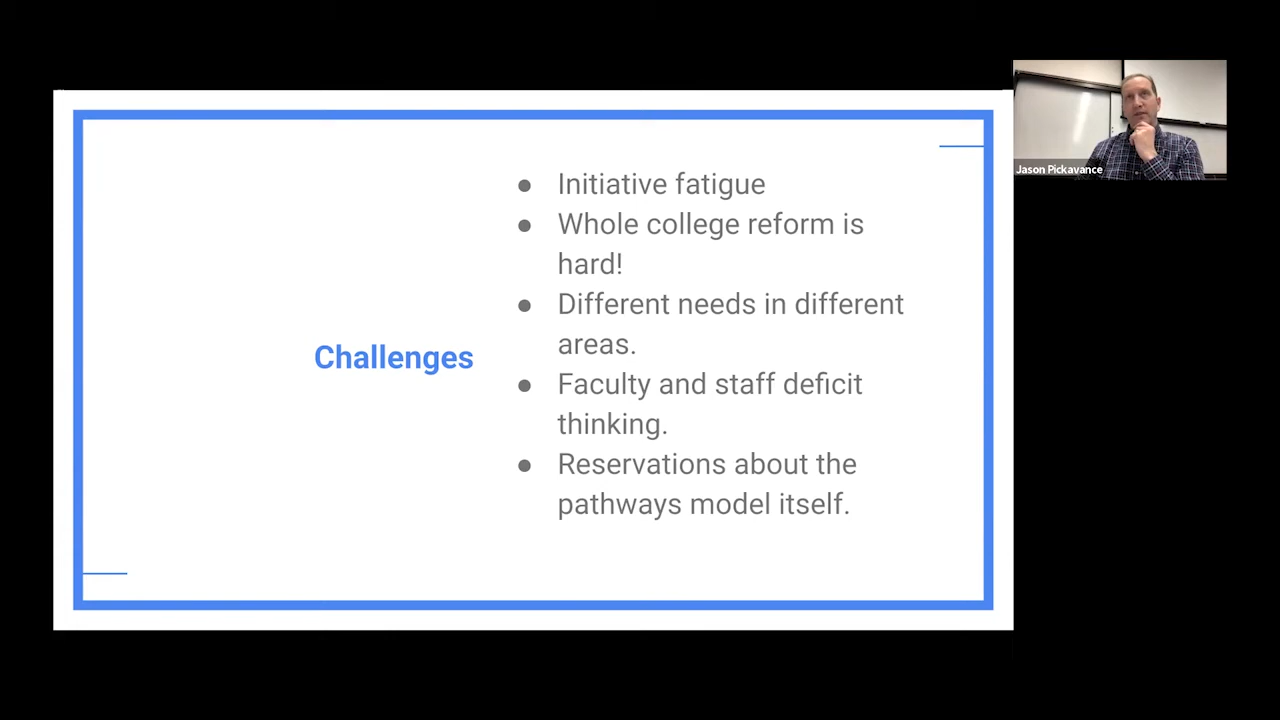 Challenges
● Initiative fatigue
● Whole college reform is
hard!
● Different needs in different
areas.
● Faculty and staff deficit
thinking.
● Reservations about the
pathways model itself.
Jason Pickavance